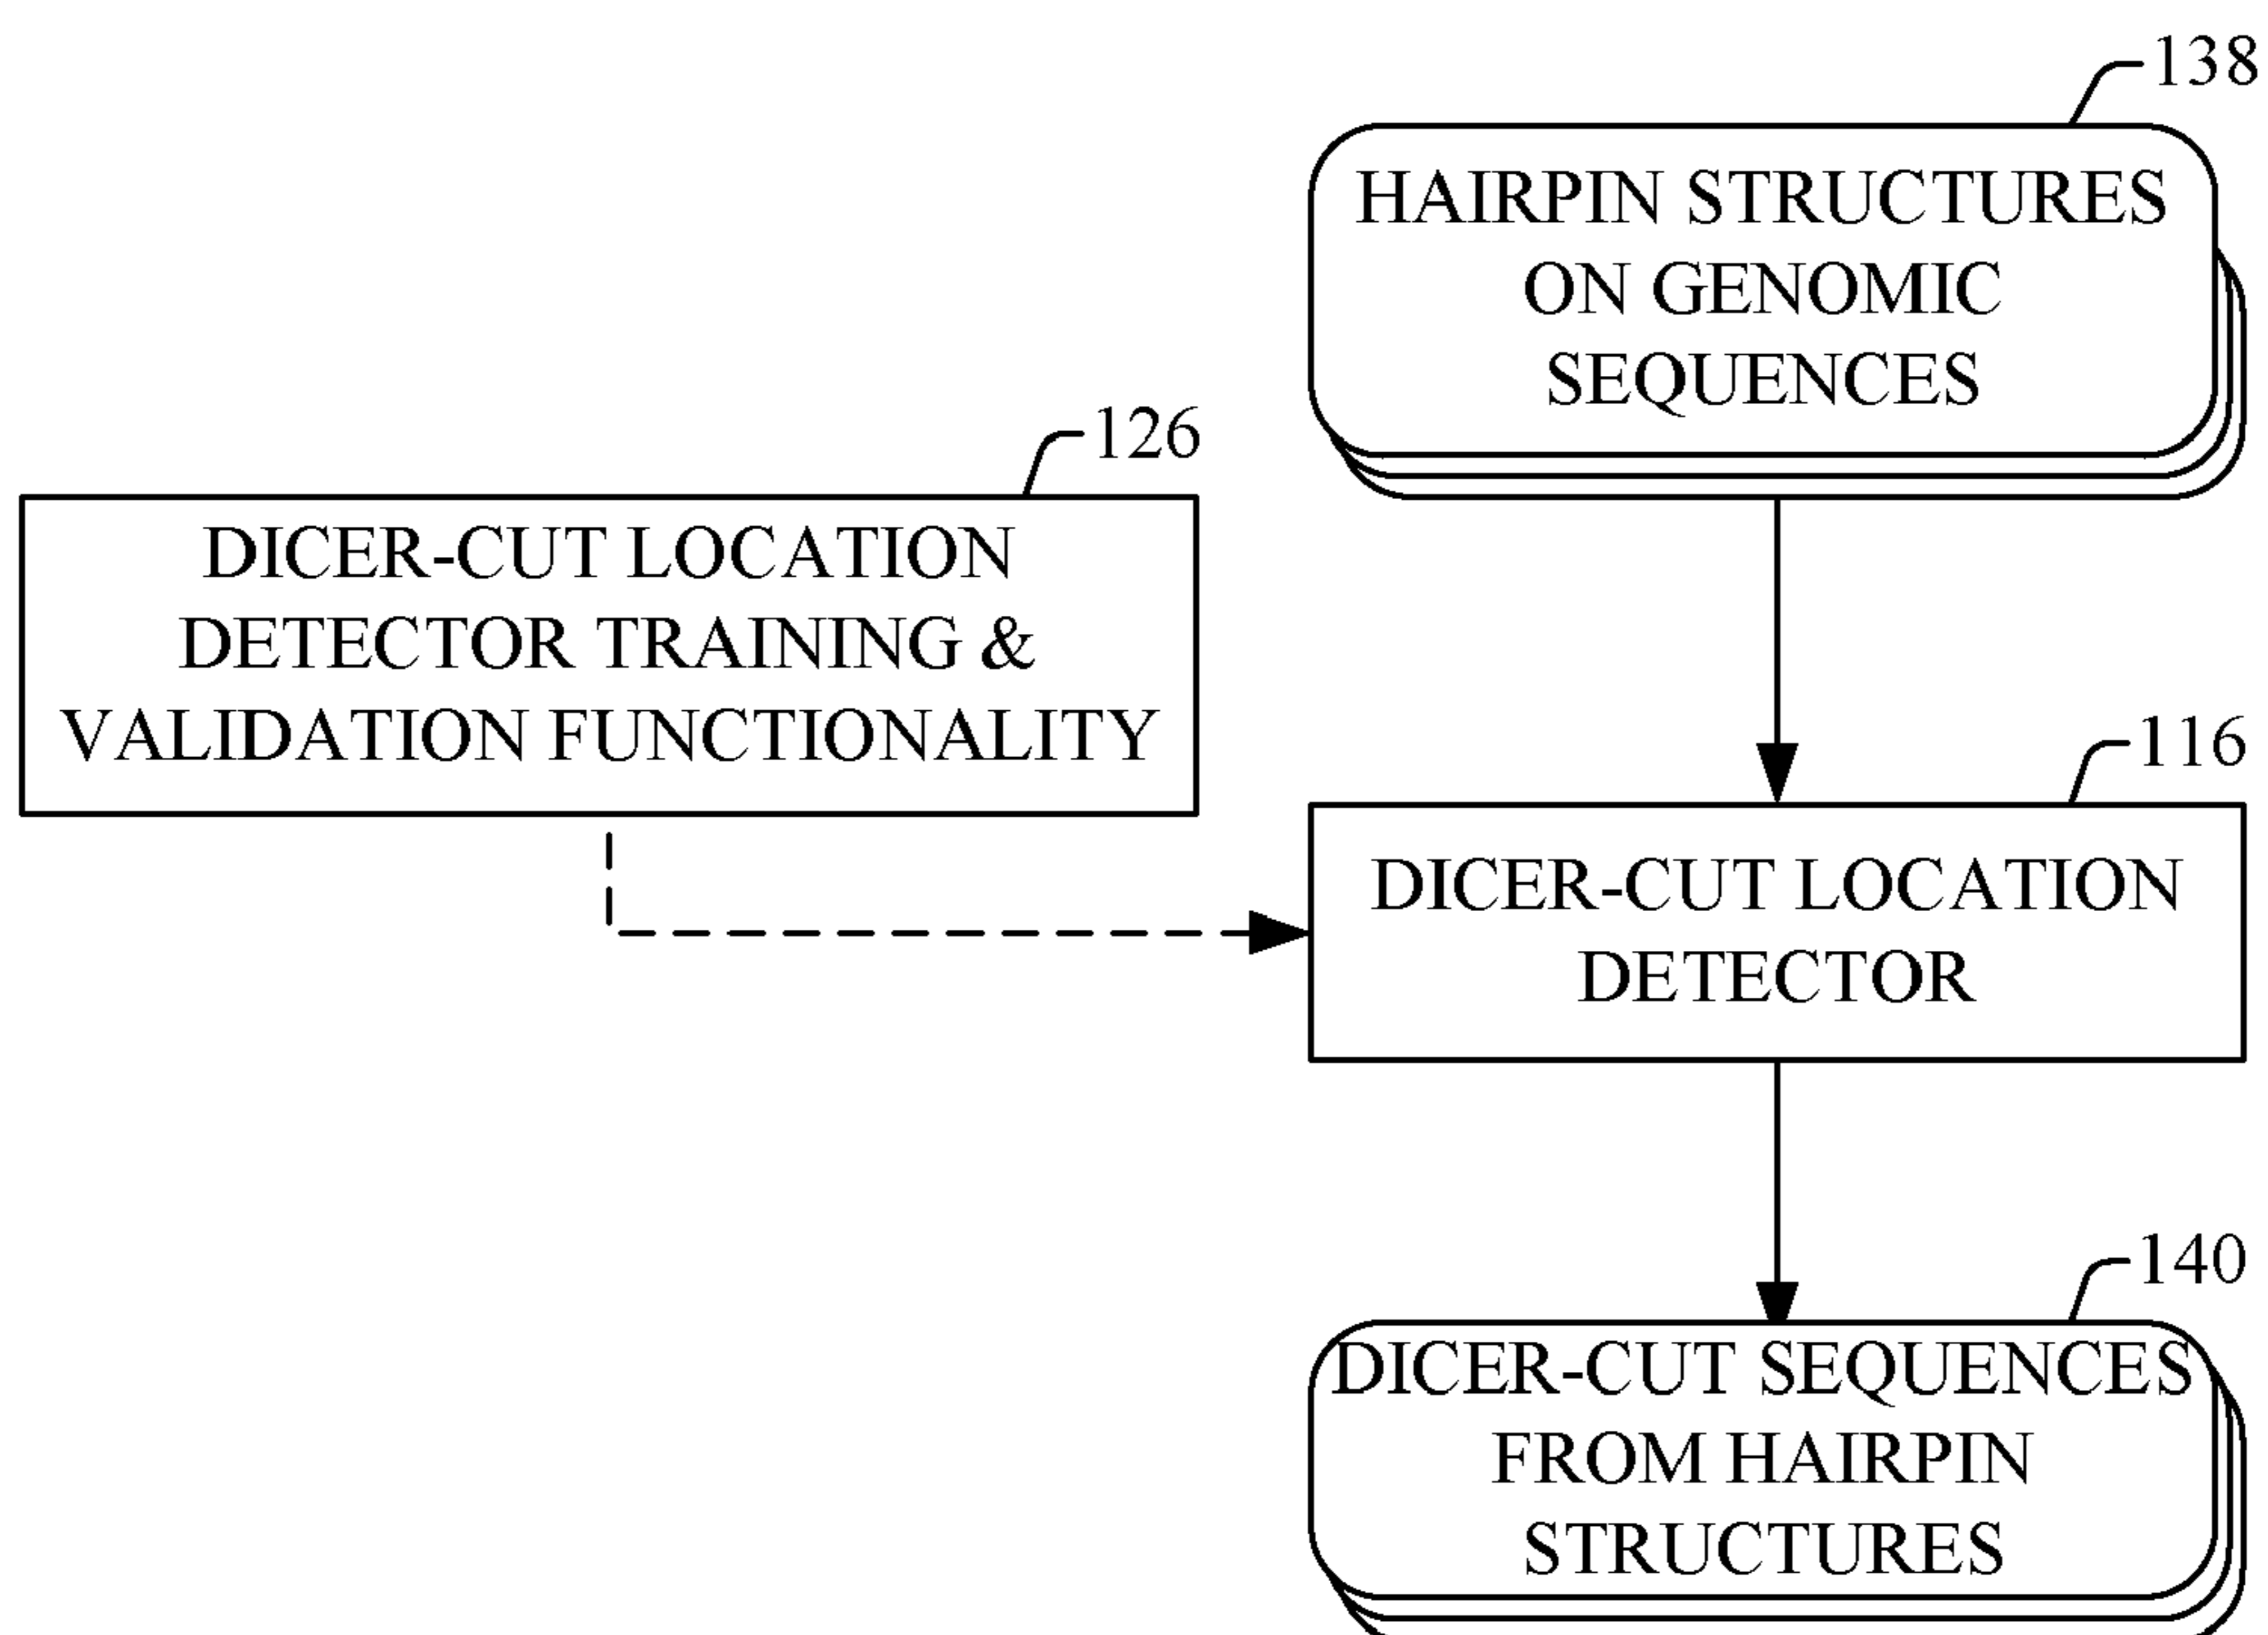 138
HAIRPIN STRUCTURES
ON GENOMIC
SEQUENCES
126
DICER-CUT LOCATION
DETECTOR TRAINING &
VALIDATION FUNCTIONALITY
116
DICER-CUT LOCATION
DETECTOR
140
DICER-CUT SEQUENCES
FROM HAIRPIN
STRUCTURES